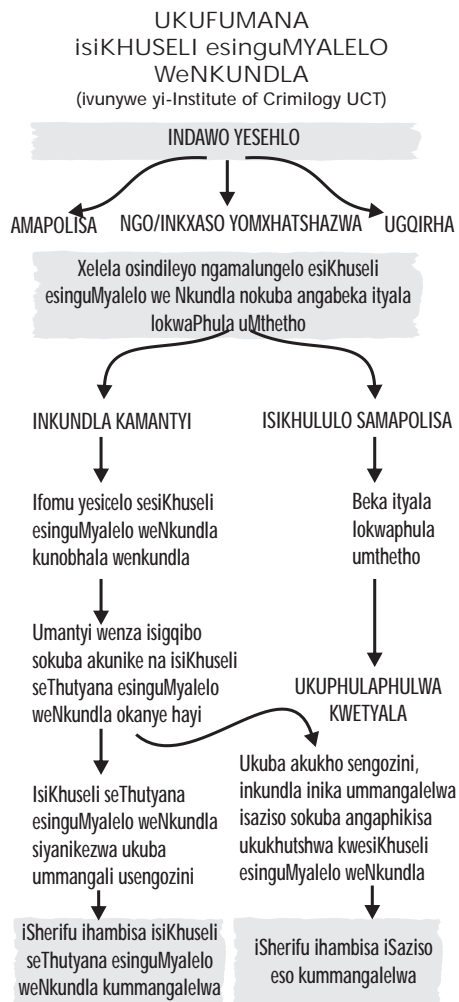 UKUFUMANA
isiKHUSELI esinguMYALELO
WeNKUNDLA
(ivunywe yi-Institute of Crimilogy UCT)
INDAWO YESEHLO
AMAPOLISA
NGO/INKXASO YOMXHATSHAZWA
UGQIRHA
Xelela osindileyo ngamalungelo esiKhuseli
esinguMyalelo we Nkundla nokuba angabeka ityala
lokwaPhula uMthetho
INKUNDLA KAMANTYI
ISIKHULULO SAMAPOLISA
Ifomu yesicelo sesiKhuseli
esinguMyalelo weNkundla
kunobhala wenkundla
Beka ityala
lokwaphula
umthetho
Umantyi wenza isigqibo
sokuba akunike na isiKhuseli
seThutyana esinguMyalelo
weNkundla okanye hayi
UKUPHULAPHULWA
KWETYALA
IsiKhuseli seThutyana
esinguMyalelo weNkundla
siyanikezwa ukuba
ummangali usengozini
Ukuba akukho sengozini,
inkundla inika ummangalelwa
isaziso sokuba angaphikisa
ukukhutshwa kwesiKhuseli
esinguMyalelo weNkundla
iSherifu ihambisa isiKhuseli
seThutyana esinguMyalelo
weNkundla kummangalelwa
iSherifu ihambisa iSaziso
eso kummangalelwa